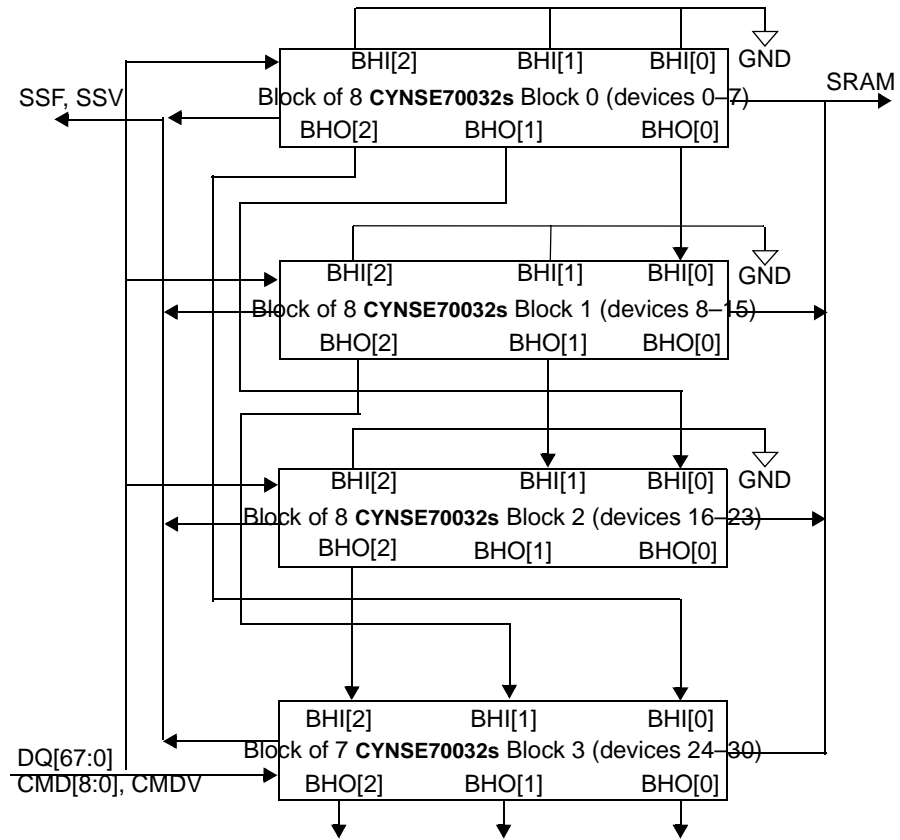 BHI[2] BHI[1] BHI[0] GND
SSF, SSV
SRAM
Block of 8 CYNSE70032s Block 0 (devices 0–7)
BHO[2] BHO[1] BHO[0]
BHI[2] BHI[1] BHI[0] GND
Block of 8 CYNSE70032s Block 1 (devices 8–15)
BHO[2] BHO[1] BHO[0]
BHI[2] BHI[1] BHI[0] GND
Block of 8 CYNSE70032s Block 2 (devices 16–23)
BHO[2] BHO[1] BHO[0]
BHI[2] BHI[1] BHI[0]
Block of 7 CYNSE70032s Block 3 (devices 24–30)
DQ[67:0]
CMD[8:0], CMDV
BHO[2] BHO[1] BHO[0]